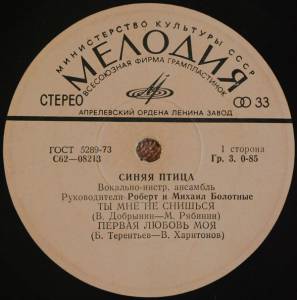 МИНИСТЕРСТВО КУЛЬТУРЫ СССР
МЕЛОДИЯ
ВСЕСОЮЗНАЯ ФИРМА ГРАМПЛАСТИНОК
СТЕРЕО
33
АПРЕЛЕВСКИЙ ОРДЕНА ЛЕНИНА ЗАВОД
ГОСТ 5289-73
1 сторона
С62—08213
Гр. 3. 0-85
СИНЯЯ ПТИЦА
Вокально-инстр. ансамбль
Руководители Роберт и Михаил Болотные
ТЫ МНЕ НЕ СНИШЬСЯ
(В. Добрынин—М. Рябинин)
ПЕРВАЯ ЛЮБОВЬ МОЯ
(Б. Терентьев—В. Харитонов)